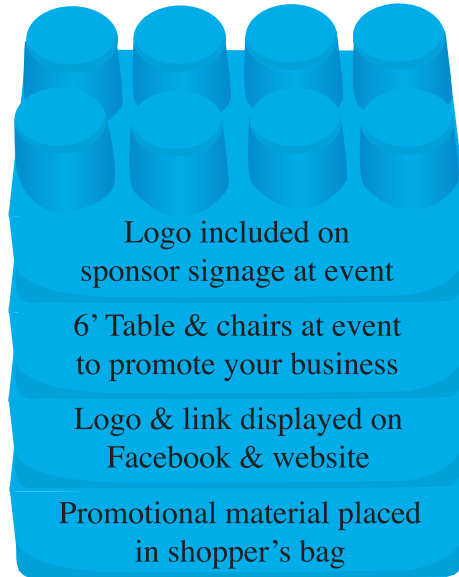 Logo included on
sponsor signage at event
6’ Table & chairs at event
to promote your business
Logo & link displayed on
Facebook & website
Promotional material placed
in shopper’s bag